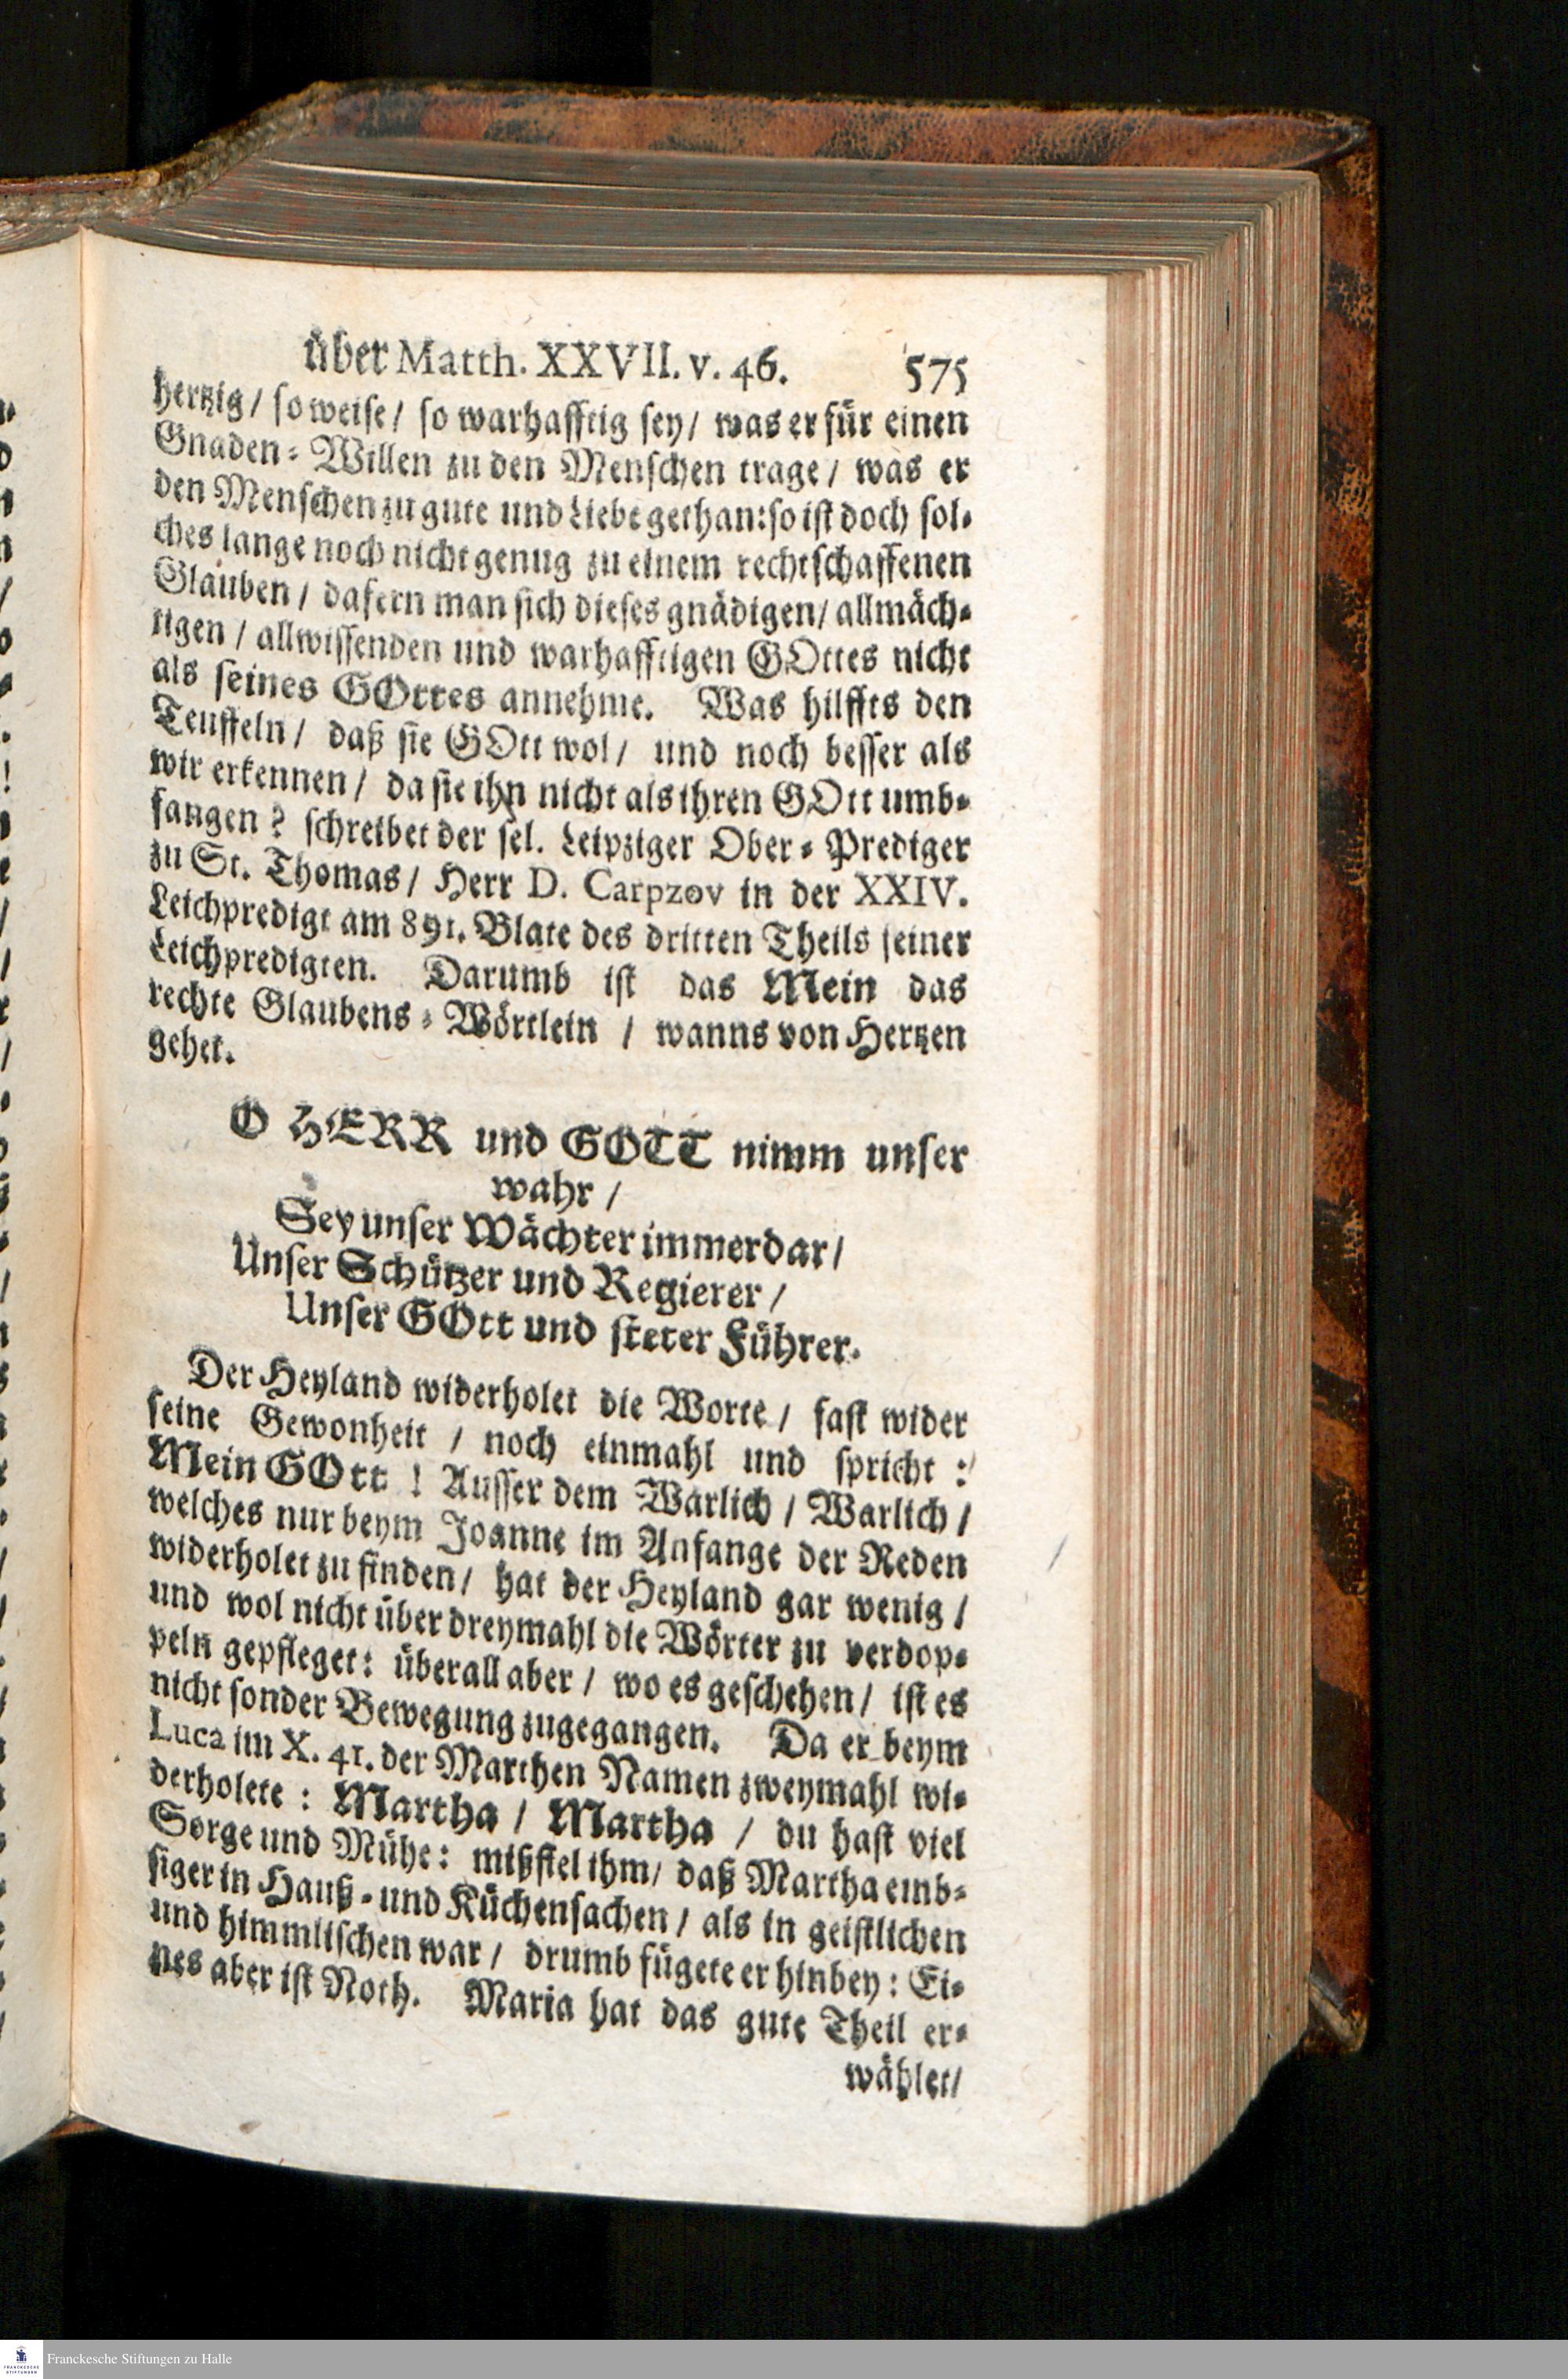 über Matth. XXVII. v. 46. 575
hertzig / so weise / so warhafftig sey / was er für einen
Gnaden-Willen zu den Menschen trage / was er
den Menschen zu gute und Liebe gethan: so ist doch sol-
ches lange noch nicht genug zu einem rechtschaffenen
Glauben / dafern man sich dieses gnädigen / allmäch-
tigen / allwissenden und warhafftigen GOttes nicht
als seines GOttes annehme. Was hilffts den
Teuffeln / daß sie GOtt wol / und noch besser als
wir erkennen / da sie ihn nicht als ihren GOtt umb-
fangen? schreibet der sel. Leipziger Ober-Prediger
zu St. Thomas / Herr D. Carpzov in der XXIV.
Leichpredigt am 891. Blate des dritten Theils seiner
Leichpredigten. Darumb ist das Mein das
rechte Glaubens-Wörtlein / wanns von Hertzen
gehet.
O HERR und GOTT nimm unser
wahr /
Sey unser Wächter immerdar /
Unser Schützer und Regierer /
Unser GOtt und steter Führer.
Der Heyland widerholet die Worte / fast wider
seine Gewonheit / noch einmahl und spricht:
Mein GOtt! Ausser dem Warlich / Warlich /
welches nur beym Joanne im Anfange der Reden
widerholet zu finden / hat der Heyland gar wenig /
und wol nicht über dreymahl die Wörter zu verdop-
peln gepfleget: überall aber / wo es geschehen / ist es
nicht sonder Bewegung zugegangen. Da er beym
Luca im X. 41. der Marthen Namen zweymahl wi-
derholete: Martha / Martha / du hast viel
Sorge und Mühe: mißfiel ihm / daß Martha emb-
siger in Hauß- und Küchensachen / als in geistlichen
und himmlischen war / drumb fügete er hinbey: Ei-
nes aber ist Noth. Maria hat das gute Theil er-
wählet /
Franckesche Stiftungen zu Halle